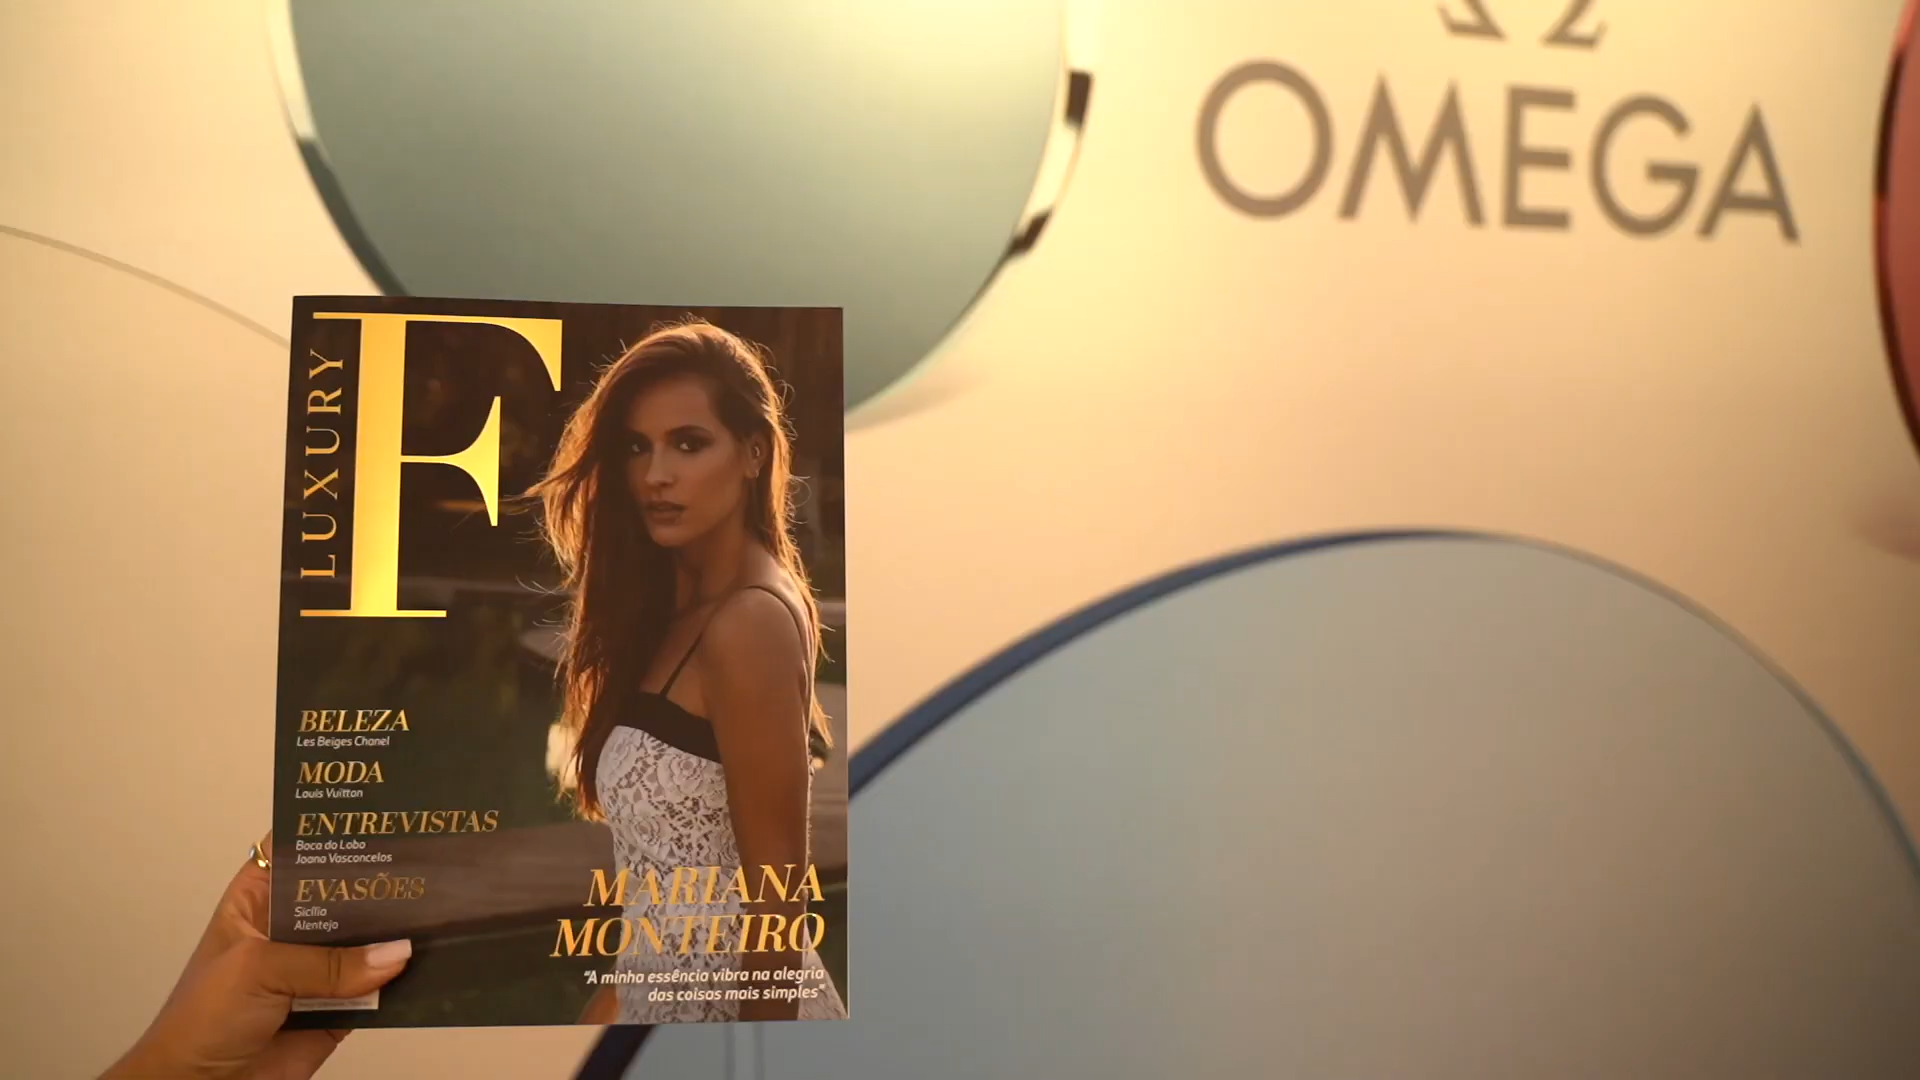 OMEGA
LUXURY
F
BELEZA
Les Beiges Chanel
MODA
Louis Vuitton
ENTREVISTAS
Boca do Lobo
Joana Vasconcelos
EVASÕES
Sicília
Alentejo
MARIANA
MONTEIRO
"A minha essência vibra na alegria
das coisas mais simples"